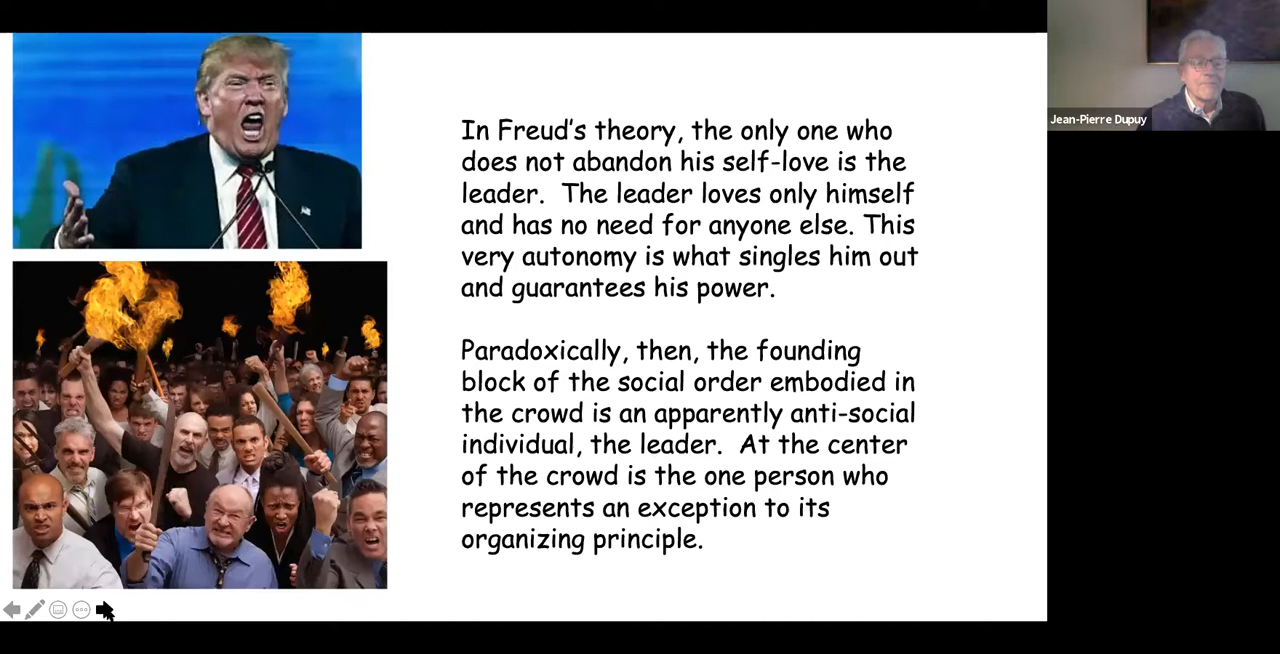 In Freud's theory, the only one who
does not abandon his self-love is the
leader.  The leader loves only himself
and has no need for anyone else. This
very autonomy is what singles him out
and guarantees his power.
Paradoxically, then, the founding
block of the social order embodied in
the crowd is an apparently anti-social
individual, the leader.  At the center
of the crowd is the one person who
represents an exception to its
organizing principle.
Jean-Pierre Dupuy